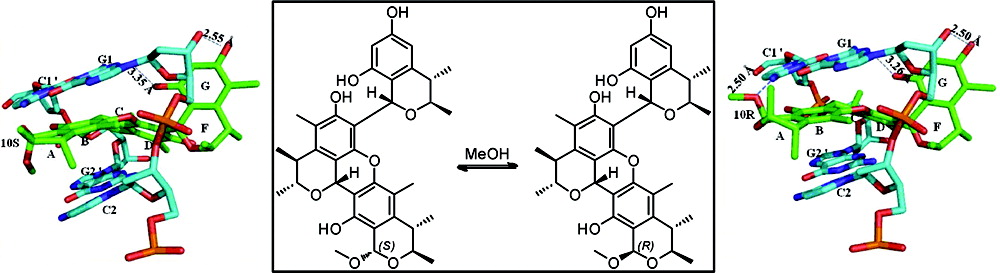 2.55 Å
G1
C1'
3.35 Å
G
C
B
10S
A
D
F
G2'
C2
OH
HO
H
OH
O
H
O
HO
(S)
O
O
MeOH
OH
HO
H
OH
O
H
O
HO
(R)
O
O
2.50 Å
G1
C1'
3.26
2.50 Å
G
10R
A
B
D
F
G2'
C2